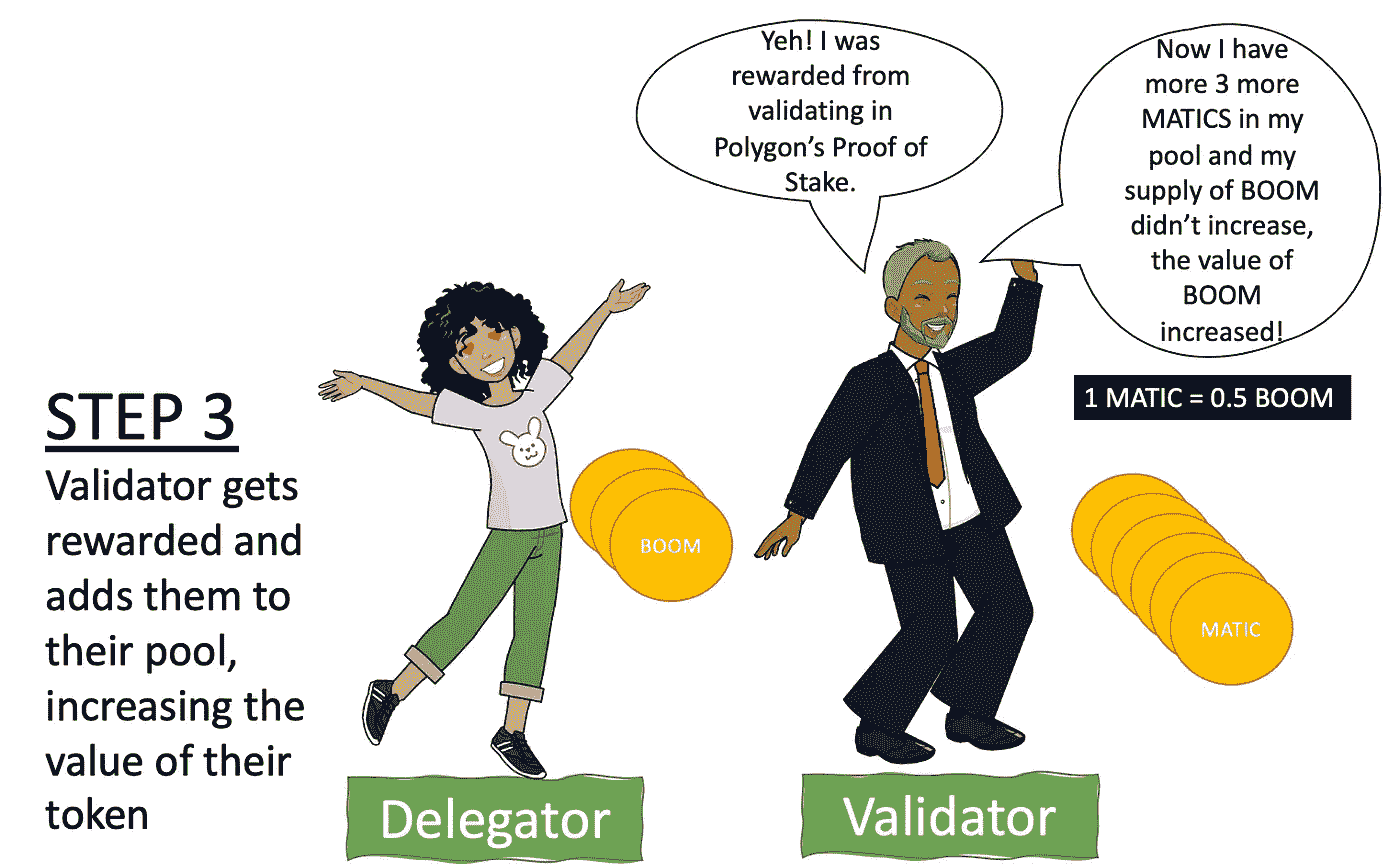 Yeh! I was
rewarded from
validating in
Polygon’s Proof of
Stake.
Now I have
more 3 more
MATICS in my
pool and my
supply of BOOM
didn’t increase,
the value of
BOOM
increased!
1 MATIC = 0.5 BOOM
STEP 3
Validator gets
rewarded and
adds them to
their pool,
increasing the
value of their
token
BOOM
MATIC
Delegator
Validator